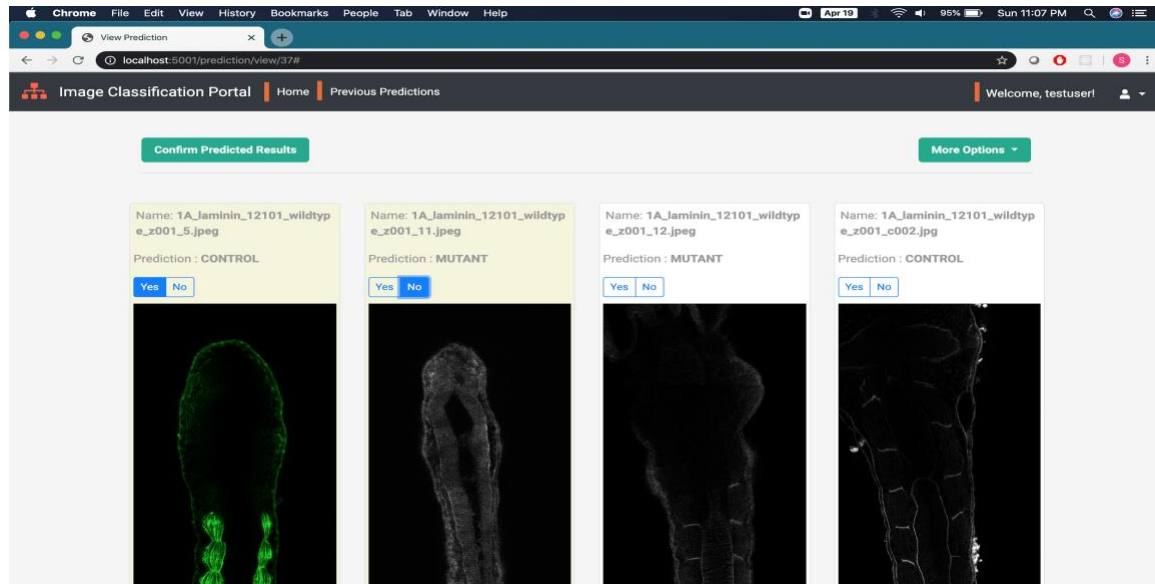 Chrome File Edit View History Bookmarks People Tab Window Help Apr 19 95% Sun 11:07 PM
View Prediction
localhost:5001/prediction/view/37#
S
Image Classification Portal Home Previous Predictions Welcome, testuser!
Confirm Predicted Results More Options
Name: 1A_laminin_12101_wildtyp
e_z001_5.jpeg
Prediction : CONTROL
Yes No
Name: 1A_laminin_12101_wildtyp
e_z001_11.jpeg
Prediction : MUTANT
Yes No
Name: 1A_laminin_12101_wildtyp
e_z001_12.jpeg
Prediction : MUTANT
Yes No
Name: 1A_laminin_12101_wildtyp
e_z001_c002.jpg
Prediction : CONTROL
Yes No